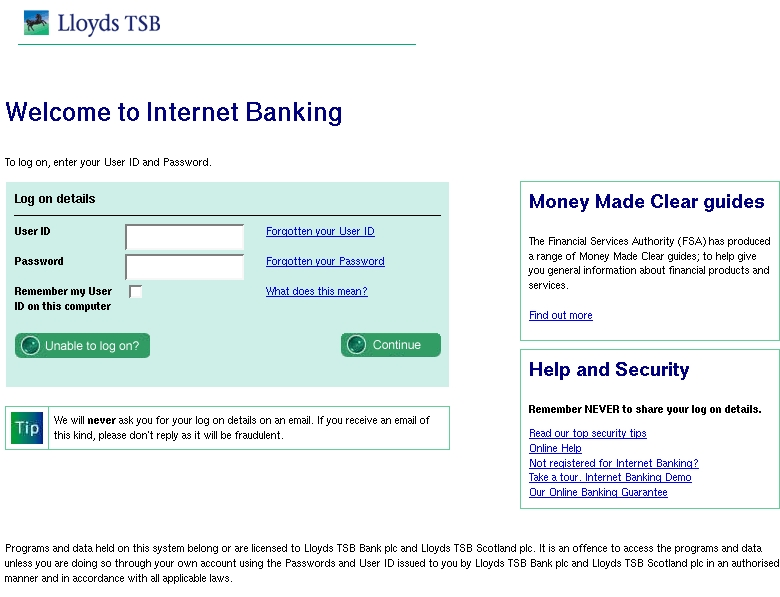 Lloyds TSB
Welcome to Internet Banking
To log on, enter your User ID and Password.
Log on details
User ID
Forgotten your User ID
Password
Forgotten your Password
Remember my User
ID on this computer
What does this mean?
Unable to log on?
Continue
Tip
We will never ask you for your log on details on an email. If you receive an email of
this kind, please don't reply as it will be fraudulent.
Money Made Clear guides
The Financial Services Authority (FSA) has produced
a range of Money Made Clear guides; to help give
you general information about financial products and
services.
Find out more
Help and Security
Remember NEVER to share your log on details.
Read our top security tips
Online Help
Not registered for Internet Banking?
Take a tour. Internet Banking Demo
Our Online Banking Guarantee
Programs and data held on this system belong or are licensed to Lloyds TSB Bank plc and Lloyds TSB Scotland plc. It is an offence to access the programs and data
unless you are doing so through your own account using the Passwords and User ID issued to you by Lloyds TSB Bank plc and Lloyds TSB Scotland plc in an authorised
manner and in accordance with all applicable laws.